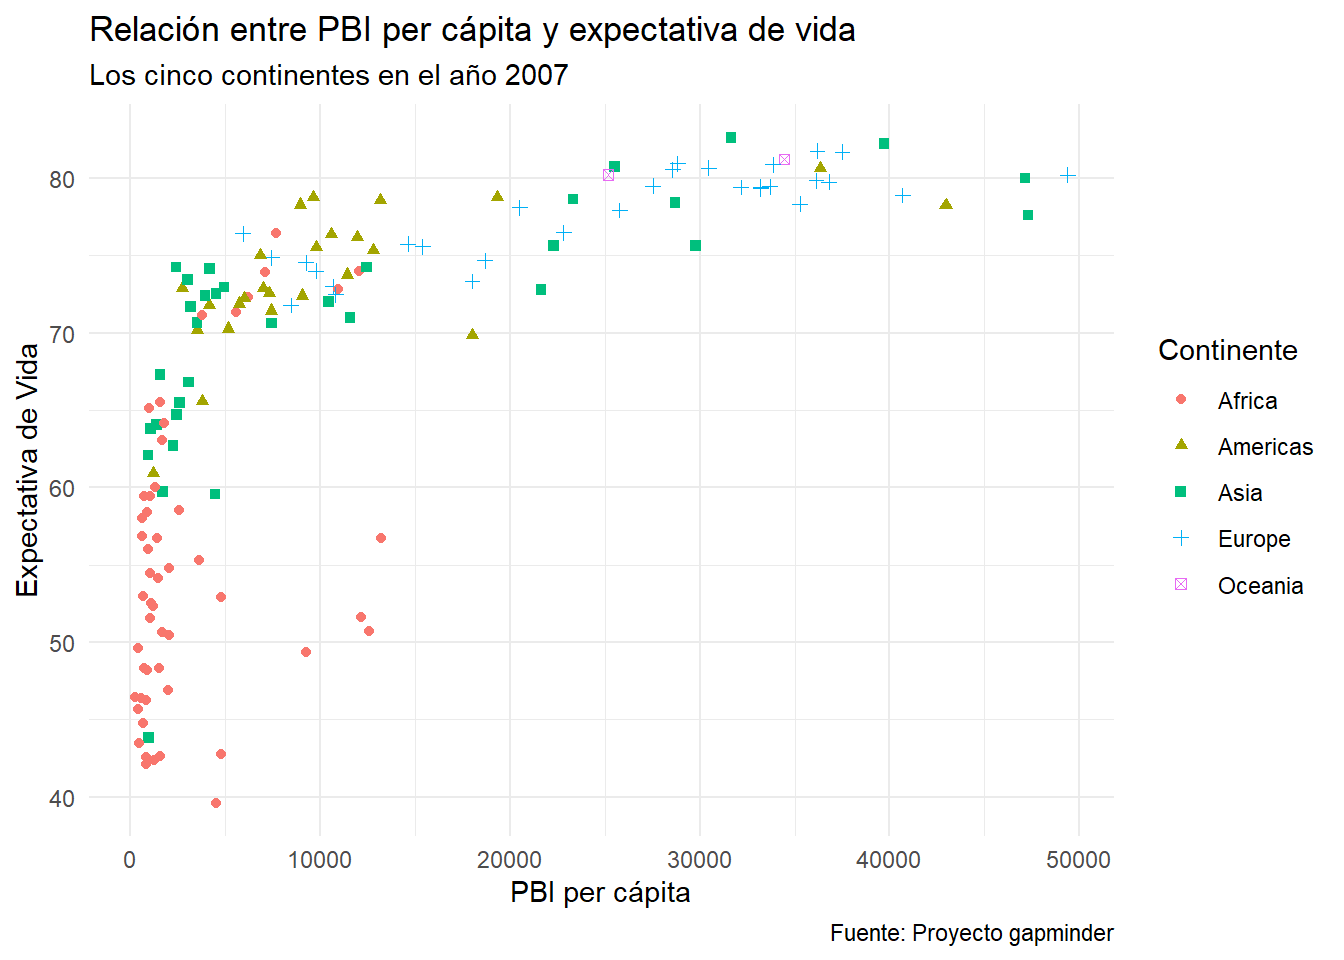 Relación entre PBI per cápita y expectativa de vida
Los cinco continentes en el año 2007
Expectativa de Vida
80
70
60
50
40
0 10000 20000 30000 40000 50000
PBI per cápita
Continente
Africa
Americas
Asia
Europe
Oceania
Fuente: Proyecto gapminder